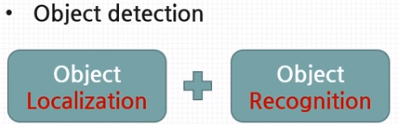 • Object detection
Object
Localization
+
Object
Recognition